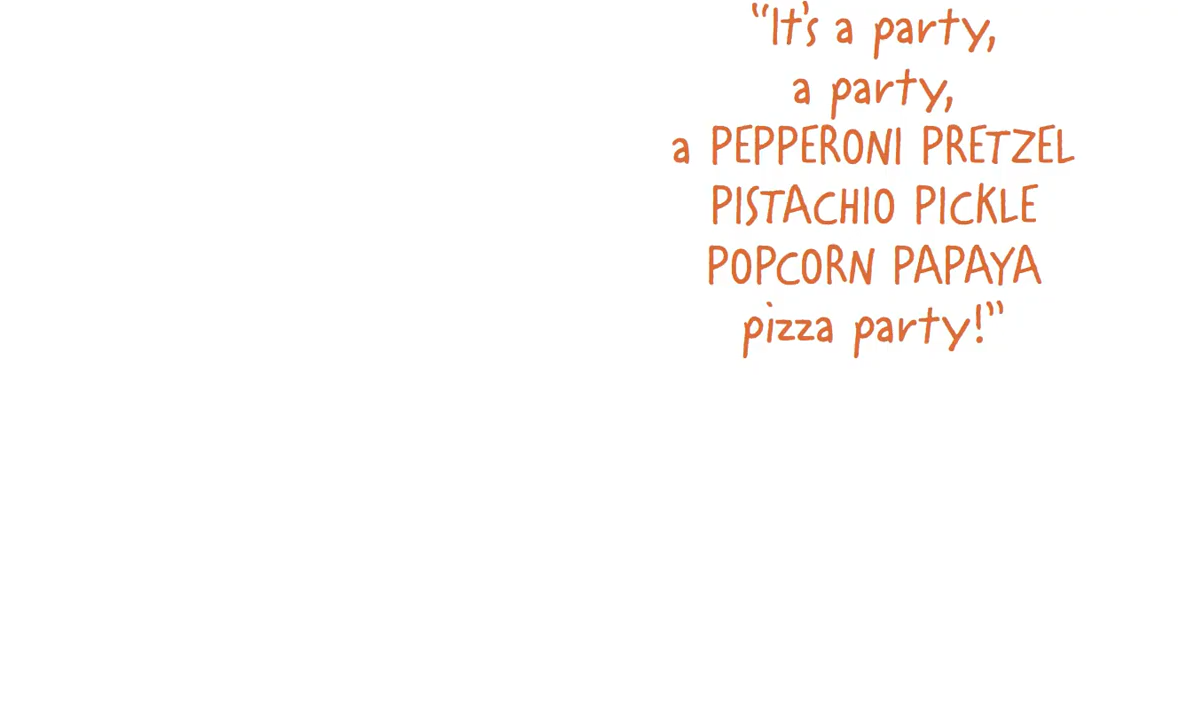 “It’s a party,
a party,
a PEPPERONI PRETZEL
PISTACHIO PICKLE
POPCORN PAPAYA
pizza party!”